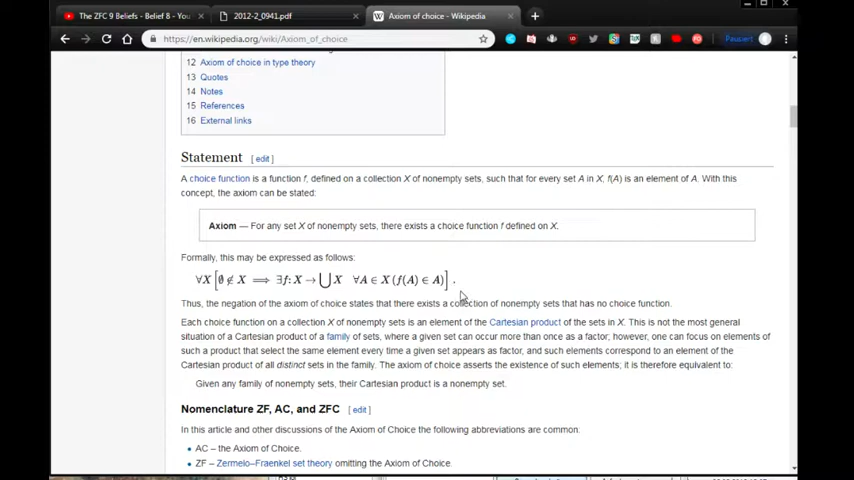 The ZFC 9 Beliefs - Belief 8 - You
2012-2_0941.pdf
Axiom of choice - Wikipedia
https://en.wikipedia.org/wiki/Axiom_of_choice
Pausiert
12 Axiom of choice in type theory
13 Quotes
14 Notes
15 References
16 External links
Statement [ edit ]
A choice function is a function f, defined on a collection X of nonempty sets, such that for every set A in X, f(A) is an element of A. With this
concept, the axiom can be stated:
Axiom — For any set X of nonempty sets, there exists a choice function f defined on X.
Formally, this may be expressed as follows:
∀X [∅ ∉ X ⟹ ∃f: X → ⋃ X ∀A ∈ X (f(A) ∈ A)] .
Thus, the negation of the axiom of choice states that there exists a collection of nonempty sets that has no choice function.
Each choice function on a collection X of nonempty sets is an element of the Cartesian product of the sets in X. This is not the most general
situation of a Cartesian product of a family of sets, where a given set can occur more than once as a factor; however, one can focus on elements of
such a product that select the same element every time a given set appears as factor, and such elements correspond to an element of the
Cartesian product of all distinct sets in the family. The axiom of choice asserts the existence of such elements; it is therefore equivalent to:
Given any family of nonempty sets, their Cartesian product is a nonempty set.
Nomenclature ZF, AC, and ZFC [ edit ]
In this article and other discussions of the Axiom of Choice the following abbreviations are common:
• AC – the Axiom of Choice.
• ZF – Zermelo–Fraenkel set theory omitting the Axiom of Choice